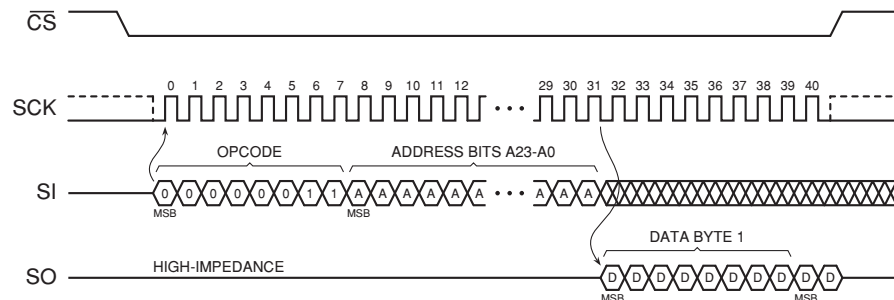 CS
0 1 2 3 4 5 6 7 8 9 10 11 12 29 30 31 32 33 34 35 36 37 38 39 40
SCK
OPCODE ADDRESS BITS A23-A0
SI 0 0 0 0 0 0 1 1 A A A A A A A A A
MSB MSB
DATA BYTE 1
HIGH-IMPEDANCE
SO D D D D D D D D D D
MSB MSB